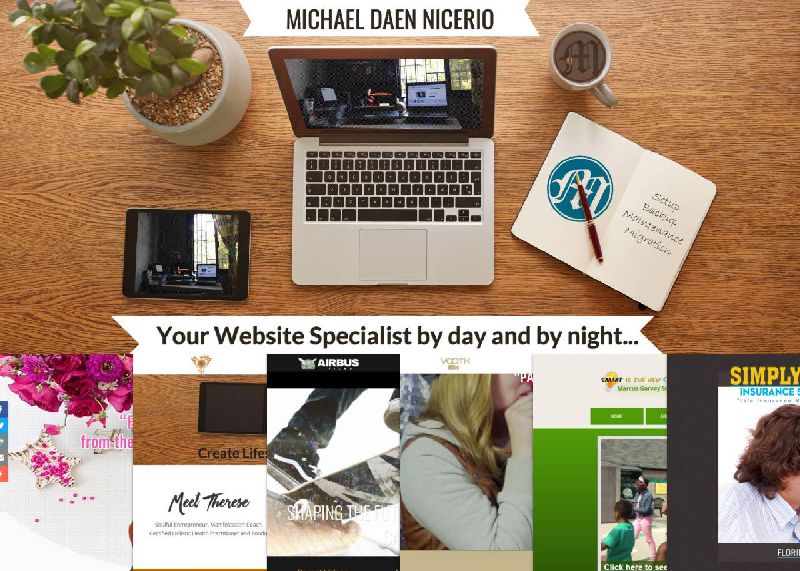 MICHAEL DAEN NICERIO
Setup
Backup
Maintenance
Migration
Your Website Specialist by day and by night...
AIRBUS
VOOTH
SMART IS THE NEW
Marcus Garvey
SIMPLY
INSURANCE
from the
Create Life
HOME
Meet Therese
Soulful Entrepreneur, Manifestation Coach
Certified Holistic Health Practitioner and
SHAPING THE FUT
Click here to see
FLORI